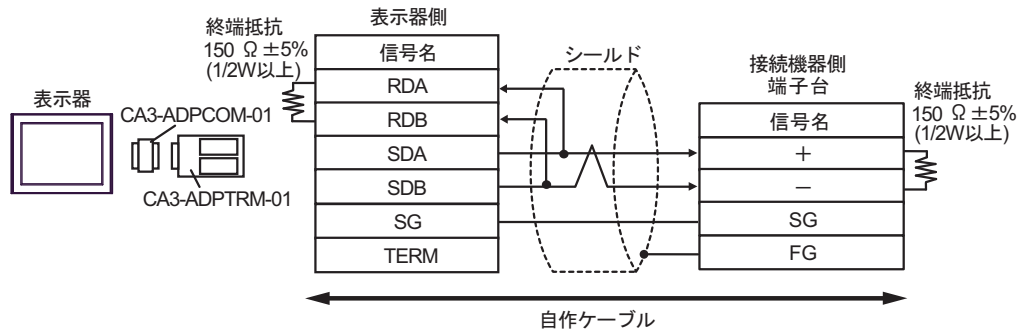 表示器側
終端抵抗
150 Ω ±5%
(1/2W以上)
信号名
RDA
RDB
SDA
SDB
SG
TERM
シールド
接続機器側
端子台
信号名
+
−
SG
FG
終端抵抗
150 Ω ±5%
(1/2W以上)
表示器
CA3-ADPCOM-01
CA3-ADPTRM-01
自作ケーブル